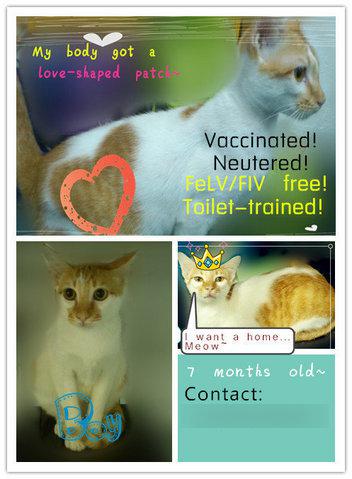 My body got a
love-shaped patch~
Vaccinated!
Neutered!
FeLV/FIV free!
Toilet-trained!
Boy
I want a home...
Meow~
7 months old~
Contact: